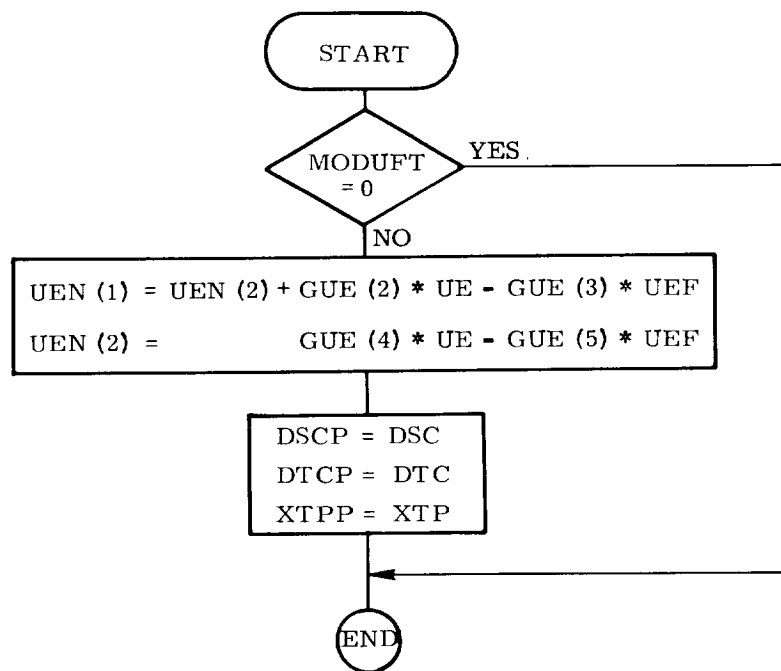 START
MODUFT
= 0
YES
NO
UEN (1) = UEN (2) + GUE (2) * UE - GUE (3) * UEF
UEN (2) = GUE (4) * UE - GUE (5) * UEF
DSCP = DSC
DTCP = DTC
XTPP = XTP
END